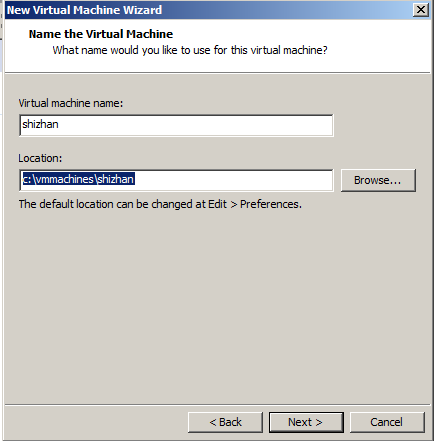 New Virtual Machine Wizard
Name the Virtual Machine
What name would you like to use for this virtual machine?
Virtual machine name:
shizhan
Location:
c:\vmmachines\shizhan
Browse...
The default location can be changed at Edit > Preferences.
< Back
Next >
Cancel